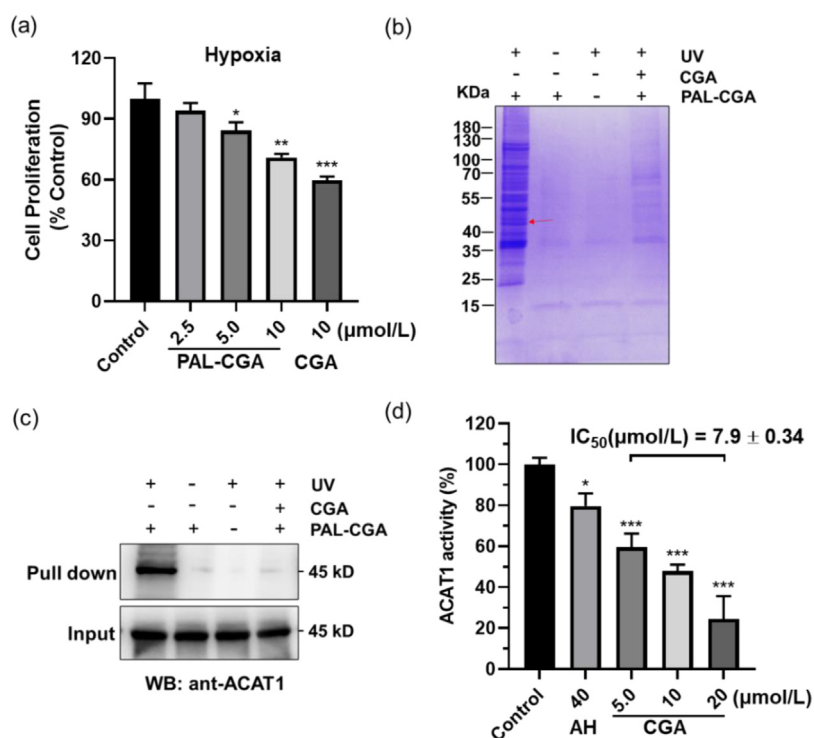 (a)
Hypoxia
120
90
60
30
0
Cell Proliferation
(% Control)
* ** ***
Control 2.5 5.0 10 10 (μmol/L)
PAL-CGA CGA
(b)
+ - + + UV
- - - + CGA
+ + - + PAL-CGA
KDa
180
130
100
70
55
40
35
25
15
(c)
+ - + + UV
- - - + CGA
+ + - + PAL-CGA
Pull down 45 kD
Input 45 kD
WB: ant-ACAT1
(d)
IC50(μmol/L) = 7.9 ± 0.34
120
100
80
60
40
20
0
ACAT1 activity (%)
* *** *** ***
Control 40 5.0 10 20 (μmol/L)
AH CGA